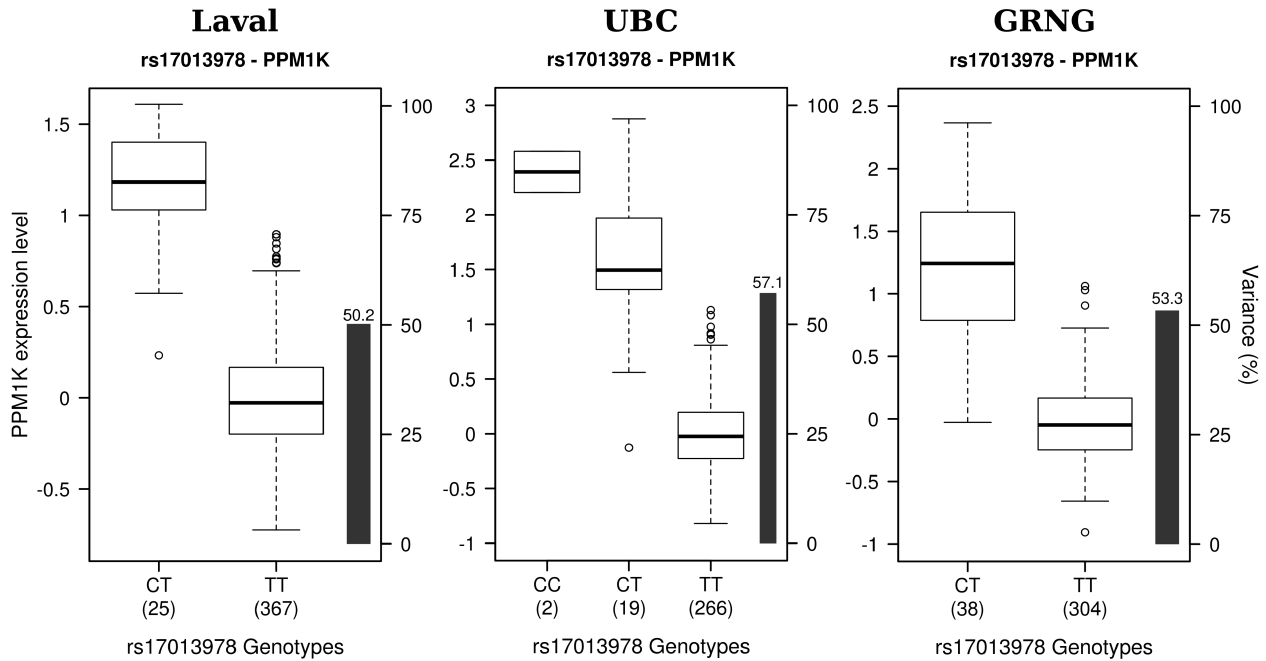 Laval
UBC
GRNG
rs17013978 - PPM1K
rs17013978 - PPM1K
rs17013978 - PPM1K
PPM1K expression level
1.5
1
0.5
0
-0.5
100
75
50
25
0
50.2
CT
TT
(25)
(367)
rs17013978 Genotypes
3
2.5
2
1.5
1
0.5
0
-0.5
-1
100
75
50
25
0
57.1
CC
CT
TT
(2)
(19)
(266)
rs17013978 Genotypes
2.5
2
1.5
1
0.5
0
-0.5
-1
100
75
50
25
0
53.3
CT
TT
(38)
(304)
rs17013978 Genotypes
Variance (%)